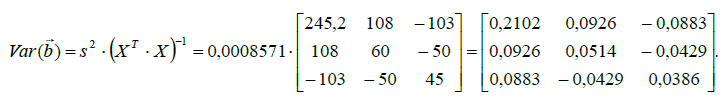 Var(\vec{b}) = s² · (Xᵀ · X)⁻¹ = 0,0008571 · [245,2 108 −103; 108 60 −50; −103 −50 45] = [0,2102 0,0926 −0,0883; 0,0926 0,0514 −0,0429; 0,0883 −0,0429 0,0386].